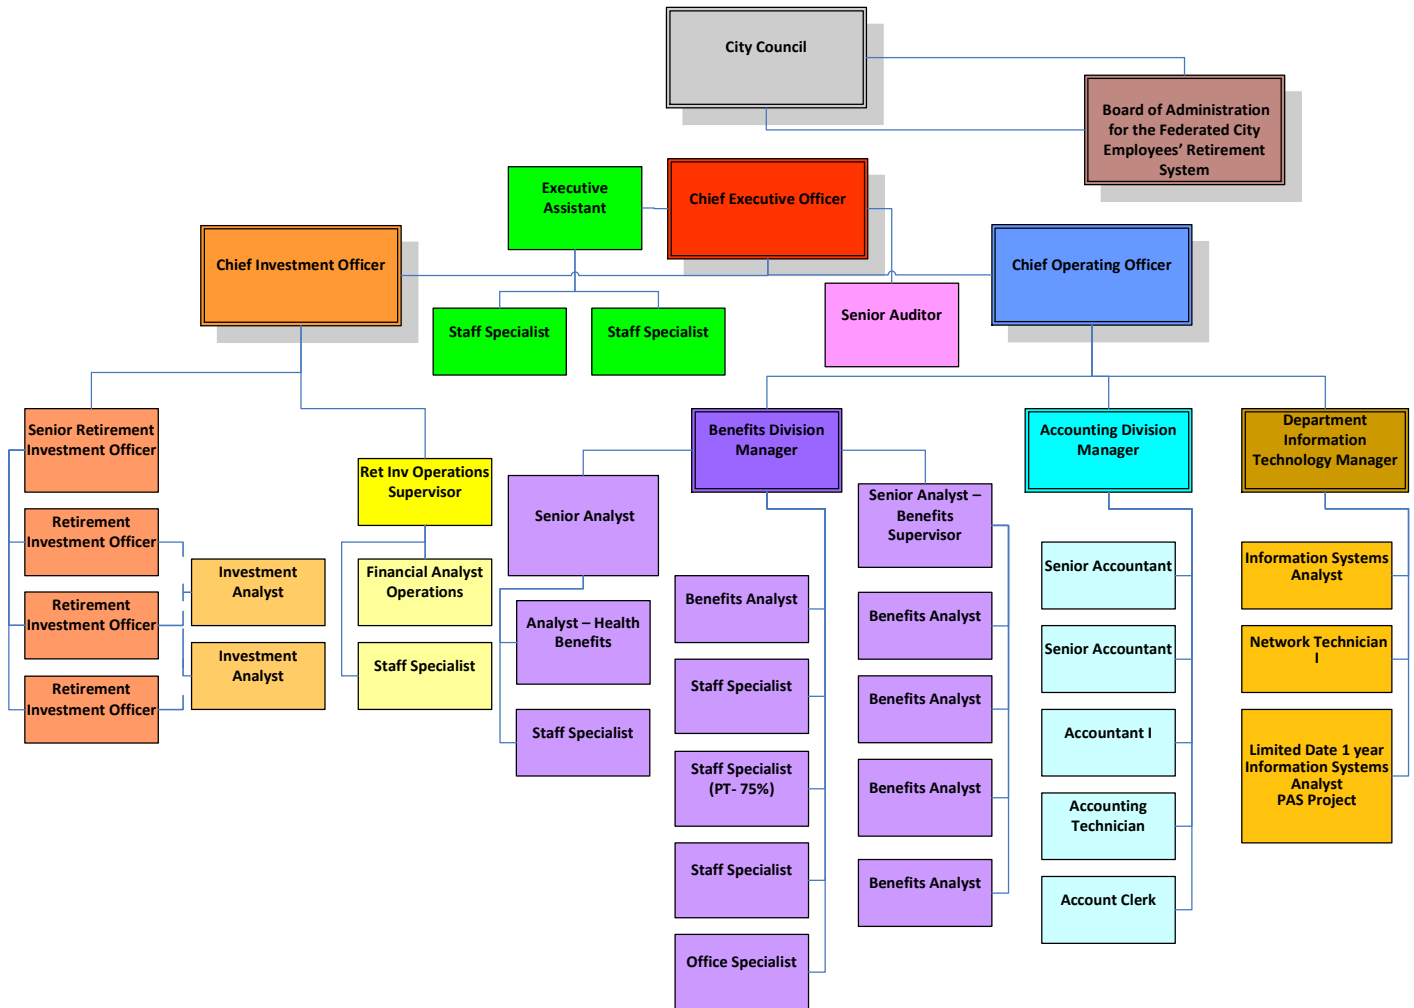 City Council
Board of Administration
for the Federated City
Employees’ Retirement
System
Executive
Assistant
Chief Executive Officer
Chief Investment Officer
Chief Operating Officer
Staff Specialist
Staff Specialist
Senior Auditor
Senior Retirement
Investment Officer
Retirement
Investment Officer
Retirement
Investment Officer
Retirement
Investment Officer
Investment
Analyst
Investment
Analyst
Ret Inv Operations
Supervisor
Financial Analyst
Operations
Staff Specialist
Benefits Division
Manager
Senior Analyst
Analyst – Health
Benefits
Staff Specialist
Benefits Analyst
Staff Specialist
Staff Specialist
(PT- 75%)
Staff Specialist
Office Specialist
Senior Analyst –
Benefits
Supervisor
Benefits Analyst
Benefits Analyst
Benefits Analyst
Benefits Analyst
Accounting Division
Manager
Senior Accountant
Senior Accountant
Accountant I
Accounting
Technician
Account Clerk
Department
Information
Technology Manager
Information Systems
Analyst
Network Technician
I
Limited Date 1 year
Information Systems
Analyst
PAS Project